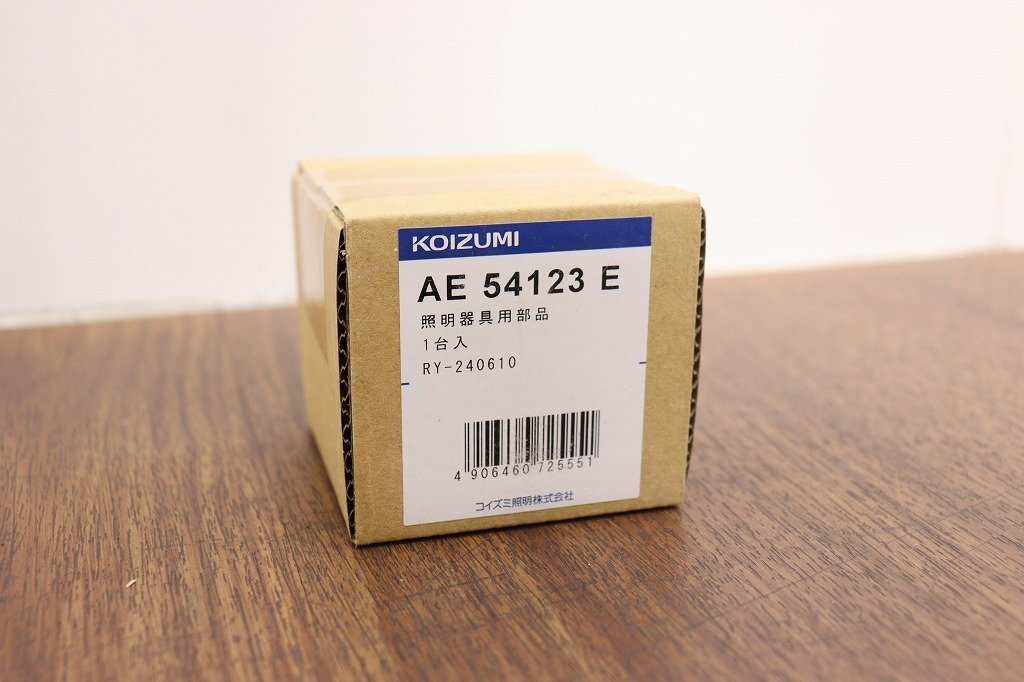 KOIZUMI
AE 54123 E
照明器具用部品
1台入
RY-240610
4 906460 725551
コイズミ照明株式会社